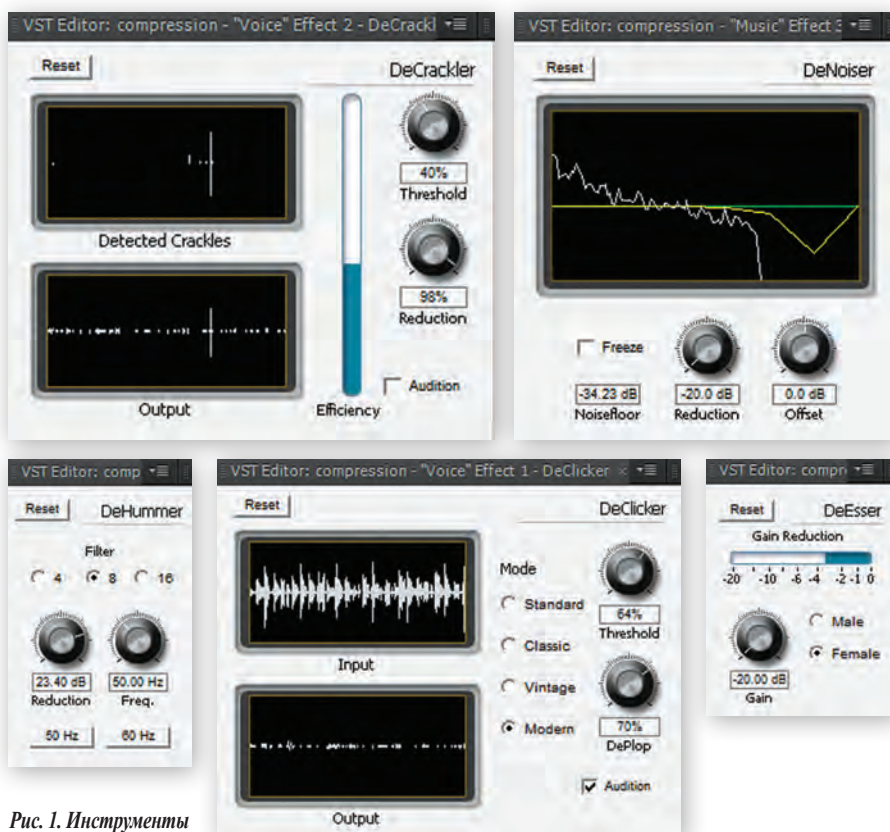 VST Editor: compression - "Voice" Effect 2 - DeCrackl
Reset
DeCrackler
40%
Threshold
Detected Crackles
98%
Reduction
Audition
Output
Efficiency
VST Editor: compression - "Music" Effect 3
Reset
DeNoiser
Freeze
-34.23 dB
-20.0 dB
0.0 dB
Noisefloor
Reduction
Offset
VST Editor: comp
Reset
DeHummer
Filter
4
8
16
23.40 dB
50.00 Hz
Reduction
Freq.
50 Hz
60 Hz
VST Editor: compression - "Voice" Effect 1 - DeClicker ×
Reset
DeClicker
Mode
Standard
64%
Threshold
Classic
Input
Vintage
Modern
70%
DePlop
Audition
Output
VST Editor: compr
Reset
DeEsser
Gain Reduction
-20 -10 -6 -4 -2 -1 0
Male
Female
-20.00 dB
Gain
Рис. 1. Инструменты